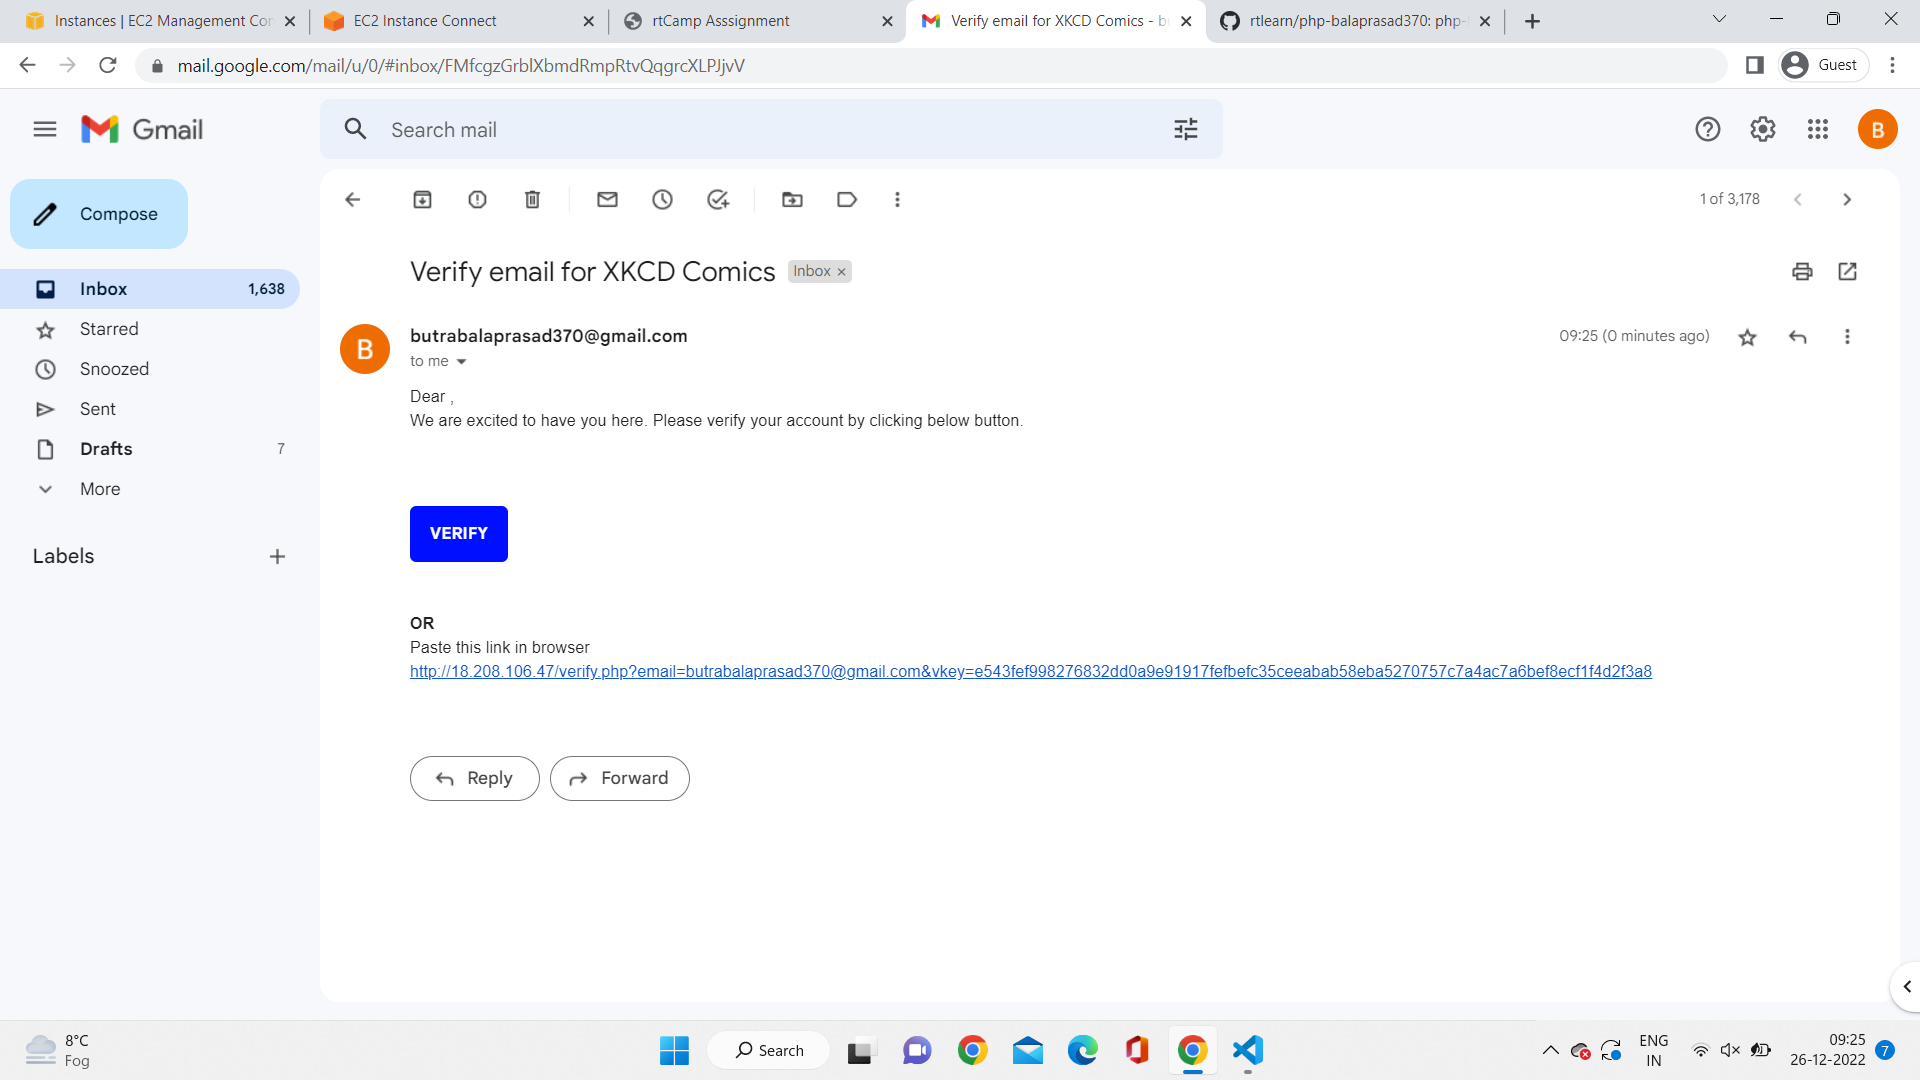 Instances | EC2 Management Con
EC2 Instance Connect
rtCamp Asssignment
Verify email for XKCD Comics - b
rtlearn/php-balaprasad370: php-
mail.google.com/mail/u/0/#inbox/FMfcgzGrblXbmdRmpRtvQqgrcXLPJjvV
Guest
Gmail
Search mail
B
Compose
1 of 3,178
Verify email for XKCD Comics
Inbox ×
Inbox 1,638
Starred
Snoozed
Sent
Drafts 7
More
Labels
B
butrabalaprasad370@gmail.com
09:25 (0 minutes ago)
to me
Dear ,
We are excited to have you here. Please verify your account by clicking below button.
VERIFY
OR
Paste this link in browser
http://18.208.106.47/verify.php?email=butrabalaprasad370@gmail.com&vkey=e543fef998276832dd0a9e91917fefbefc35ceeabab58eba5270757c7a4ac7a6bef8ecf1f4d2f3a8
Reply
Forward
8°C
Fog
Search
ENG
IN
09:25
26-12-2022
7